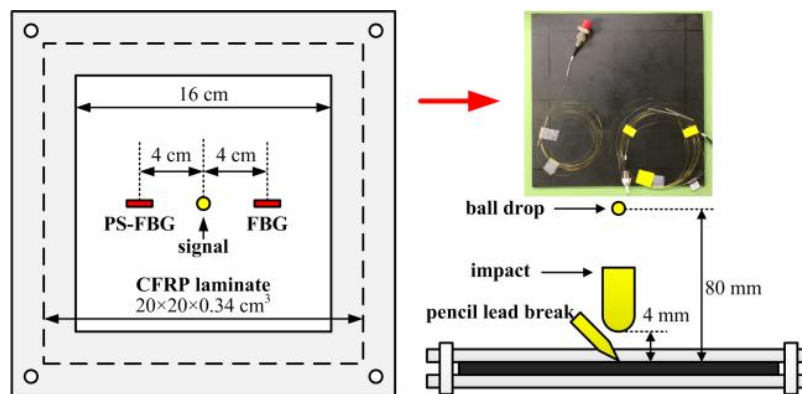 16 cm
4 cm
4 cm
PS-FBG
FBG
signal
CFRP laminate
20×20×0.34 cm³
ball drop
impact
80 mm
pencil lead break
4 mm